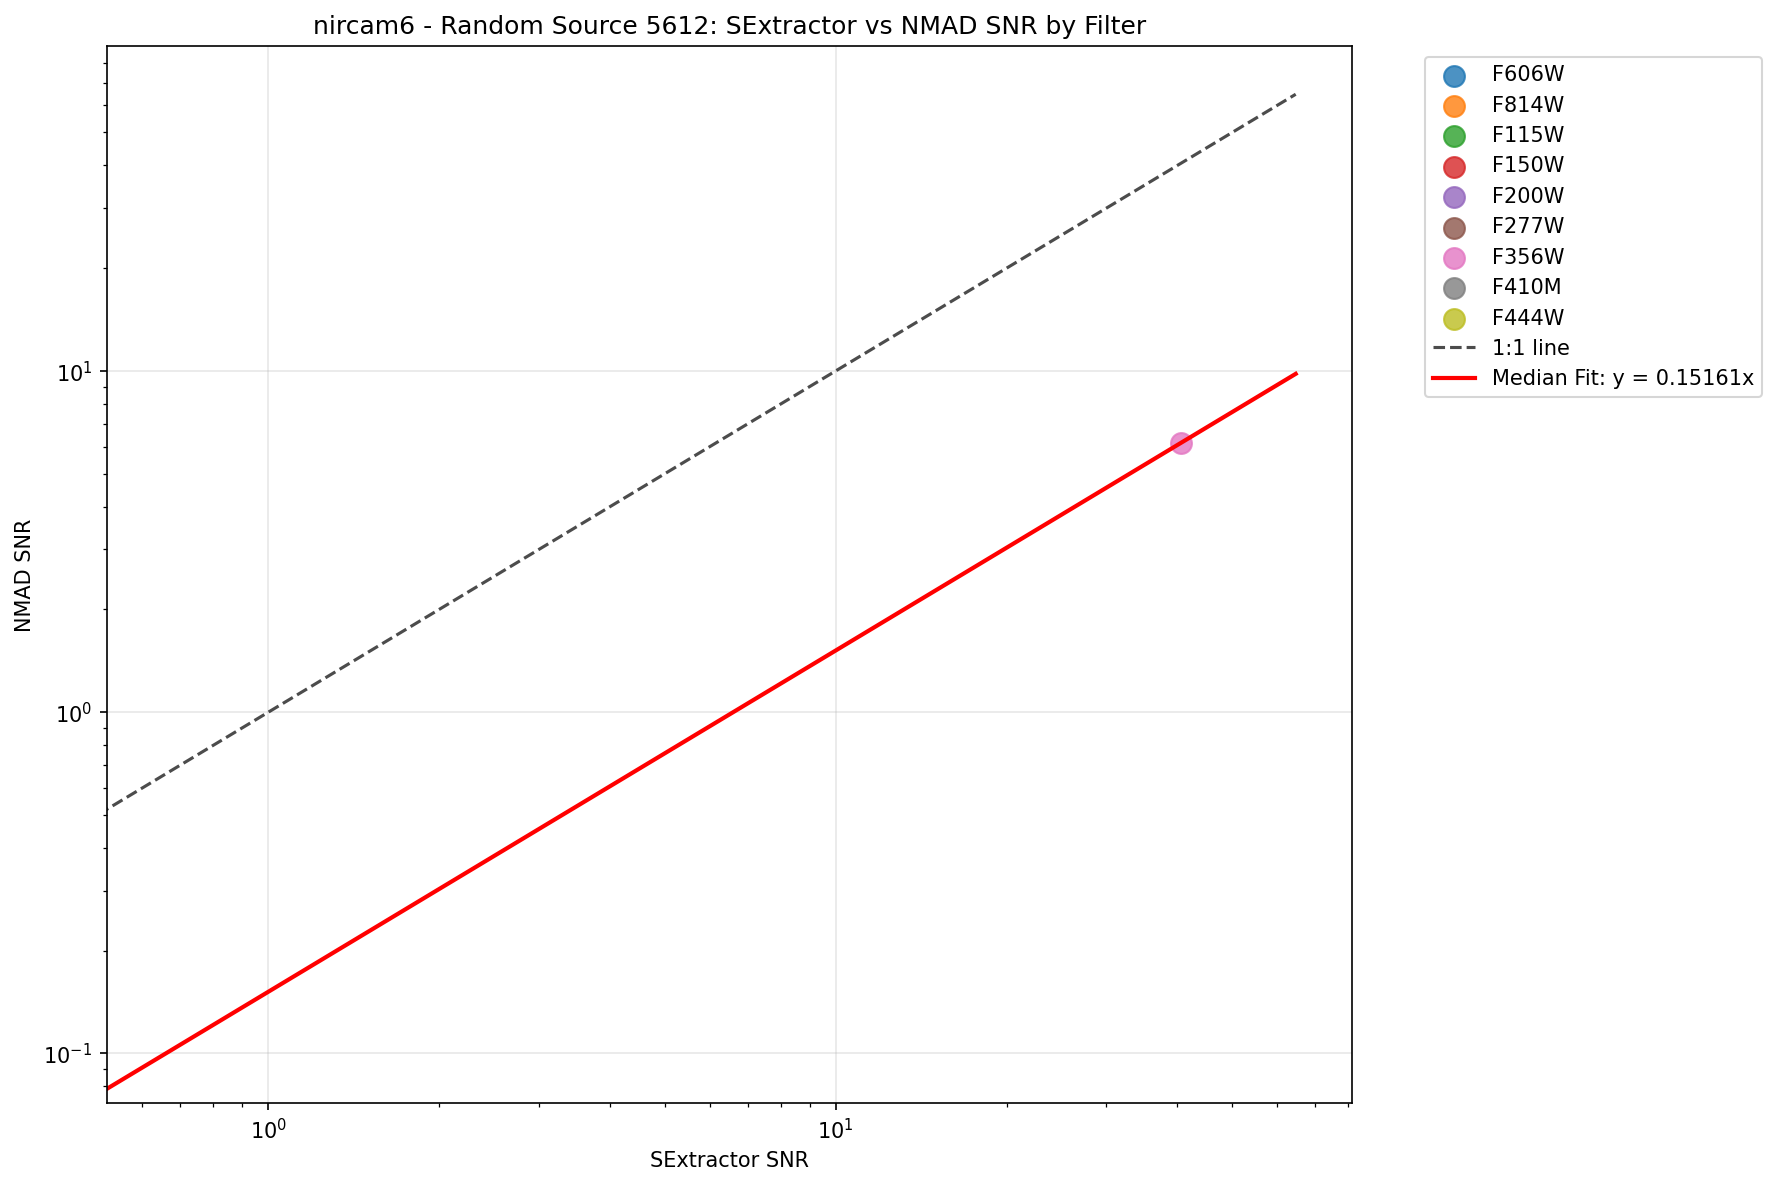 nircam6 - Random Source 5612: SExtractor vs NMAD SNR by Filter
F606W
F814W
F115W
F150W
F200W
F277W
F356W
F410M
F444W
1:1 line
Median Fit: y = 0.15161x
NMAD SNR
10¹
10⁰
10⁻¹
10⁰
10¹
SExtractor SNR